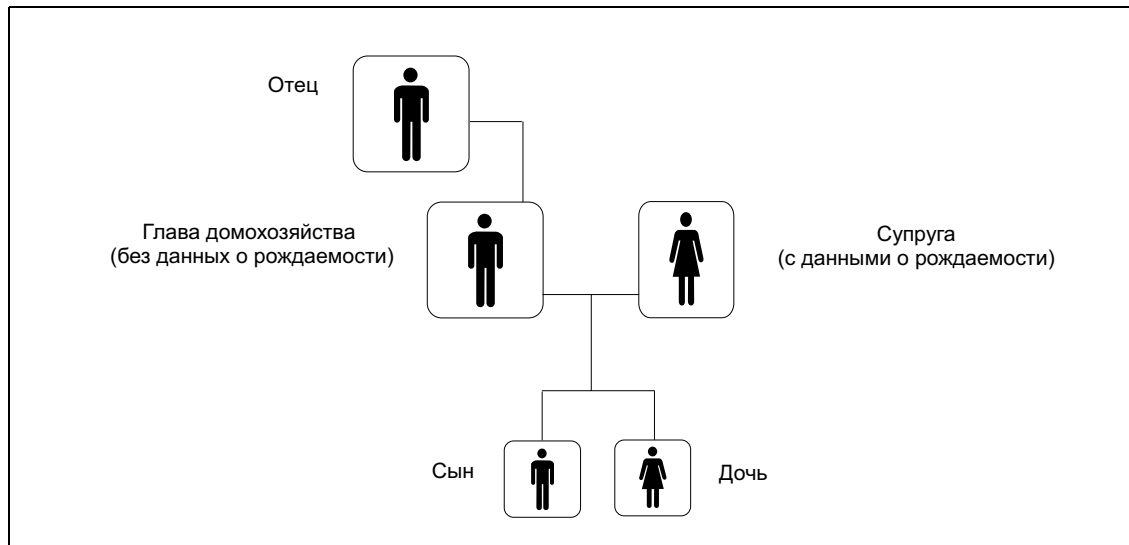 Отец
Глава домохозяйства
(без данных о рождаемости)
Супруга
(с данными о рождаемости)
Сын
Дочь